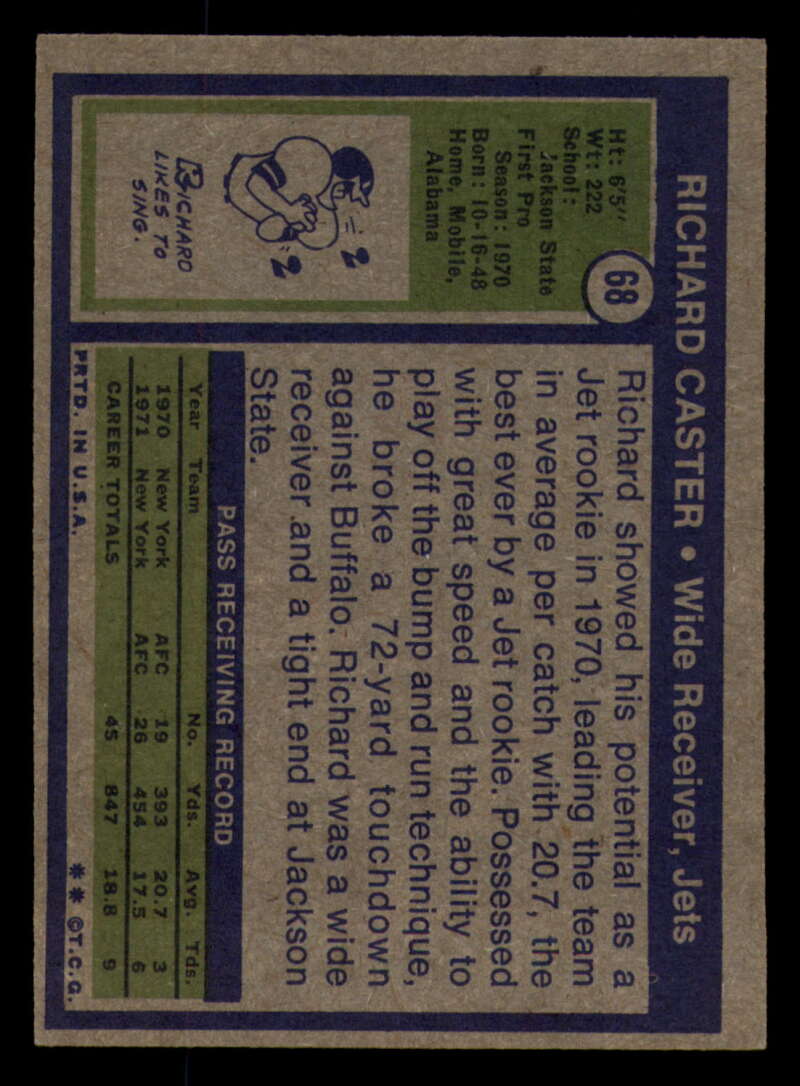 RICHARD CASTER • Wide Receiver, Jets
68
Ht: 6'5"
Wt: 222
School:
Jackson State
First Pro
Season: 1970
Born: 10-16-48
Home, Mobile,
Alabama
RICHARD
LIKES TO
SING.
Richard showed his potential as a
Jet rookie in 1970, leading the team
in average per catch with 20.7, the
best ever by a Jet rookie. Possessed
with great speed and the ability to
play off the bump and run technique,
he broke a 72-yard touchdown
against Buffalo. Richard was a wide
receiver and a tight end at Jackson
State.
PASS RECEIVING RECORD
Year Team No. Yds. Avg. Tds.
1970 New York AFC 19 393 20.7 3
1971 New York AFC 26 454 17.5 6
CAREER TOTALS 45 847 18.8 9
PRTD. IN U.S.A. ** ©T.C.G.